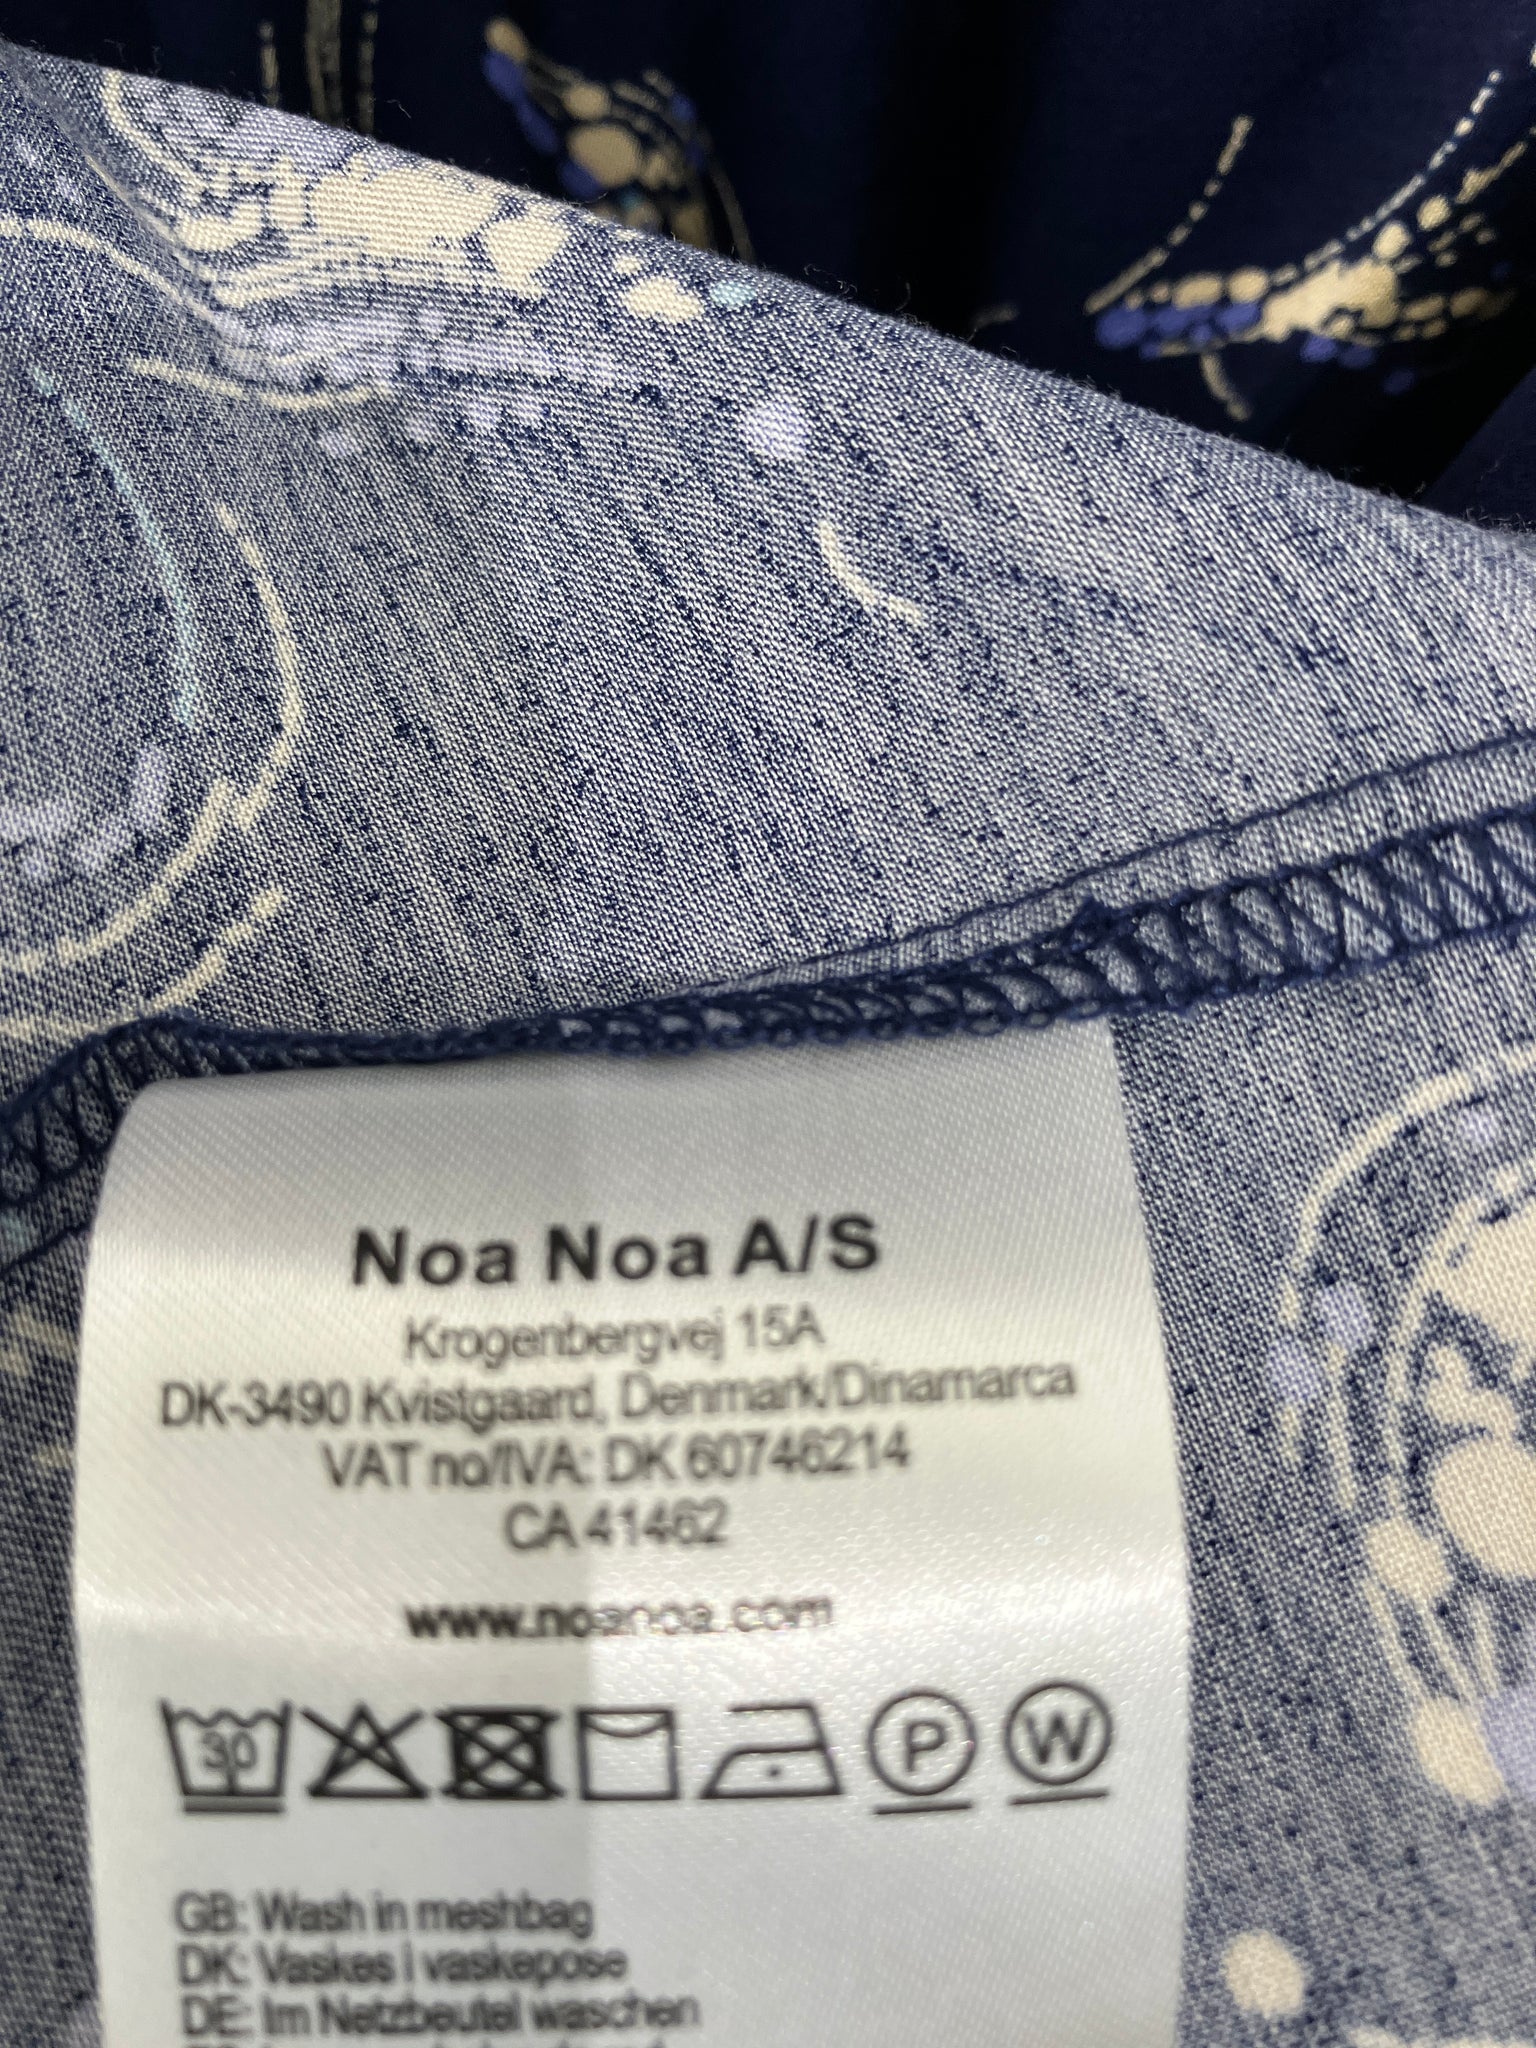 Noa Noa A/S
Krogenbergvej 15A
DK-3490 Kvistgaard, Denmark/Dinamarca
VAT no/IVA: DK 60746214
CA 41462
www.noanoa.com
30 P W
GB: Wash in meshbag
DK: Vaskes i vaskepose
DE: Im Netzbeutel waschen